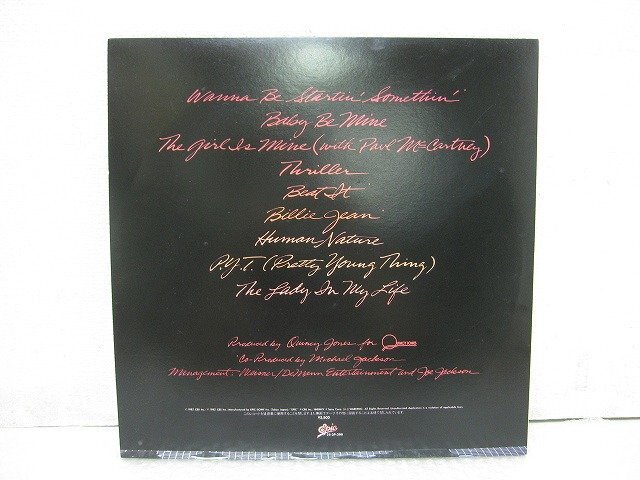 Wanna Be Startin' Somethin'
Baby Be Mine
The Girl Is Mine (with Paul McCartney)
Thriller
Beat It
Billie Jean
Human Nature
P.Y.T. (Pretty Young Thing)
The Lady In My Life
Produced by Quincy Jones for
Co-Produced by Michael Jackson
Management: Weisner/DeMann Entertainment and Joe Jackson
¥2,800
Epic